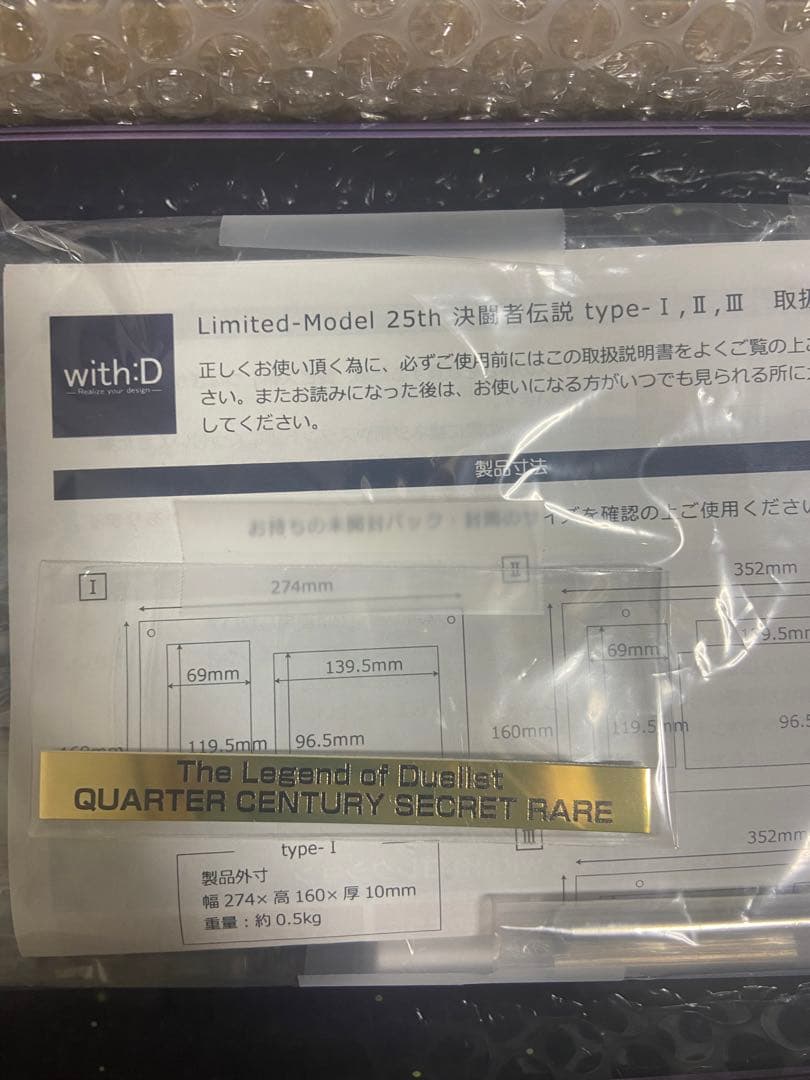 with:D
Realize your design
Limited-Model 25th 決闘者伝説 type-Ⅰ,Ⅱ,Ⅲ 取扱
正しくお使い頂く為に、必ずご使用前にはこの取扱説明書をよくご覧の上
さい。またお読みになった後は、お使いになる方がいつでも見られる所に
してください。
製品寸法
お持ちの未開封パック・封筒のサイズを確認の上ご使用ください
Ⅰ
274mm
69mm
139.5mm
119.5mm
96.5mm
160mm
Ⅱ
352mm
69mm
119.5mm
160mm
96.5
The Legend of Duelist
QUARTER CENTURY SECRET RARE
type-Ⅰ
製品外寸
幅 274× 高 160× 厚 10mm
重量：約 0.5kg
Ⅲ
352mm